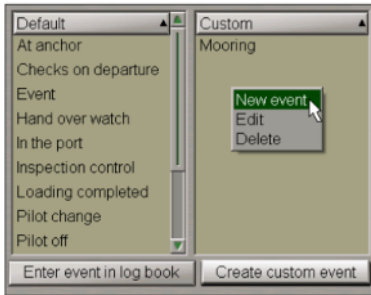 Default
At anchor
Checks on departure
Event
Hand over watch
In the port
Inspection control
Loading completed
Pilot change
Pilot off
Enter event in log book
Custom
Mooring
New event
Edit
Delete
Create custom event